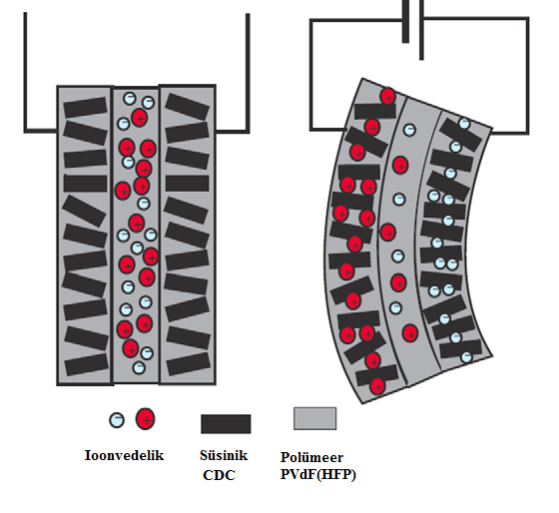 Ioonvedelik
Süsinik
CDC
Polümeer
PVdF(HFP)